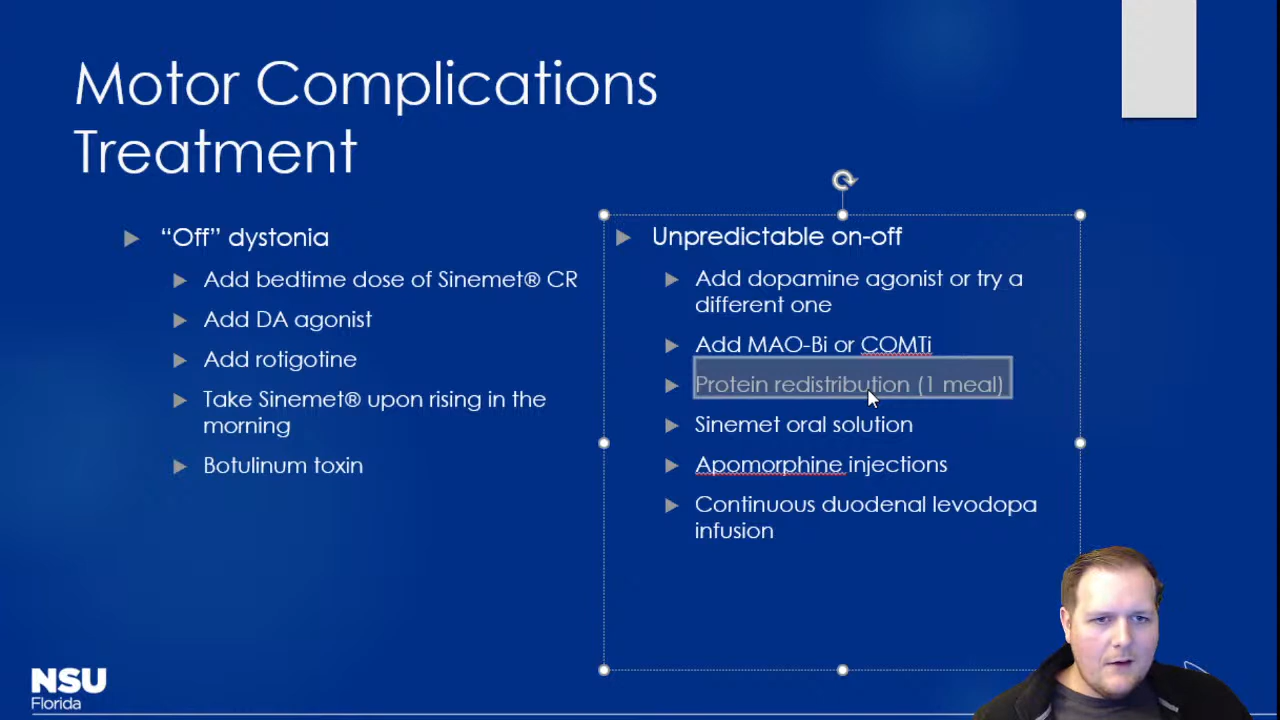 Motor Complications
Treatment
“Off” dystonia
Add bedtime dose of Sinemet® CR
Add DA agonist
Add rotigotine
Take Sinemet® upon rising in the
morning
Botulinum toxin
Unpredictable on-off
Add dopamine agonist or try a
different one
Add MAO-Bi or COMTi
Protein redistribution (1 meal)
Sinemet oral solution
Apomorphine injections
Continuous duodenal levodopa
infusion
NSU
Florida